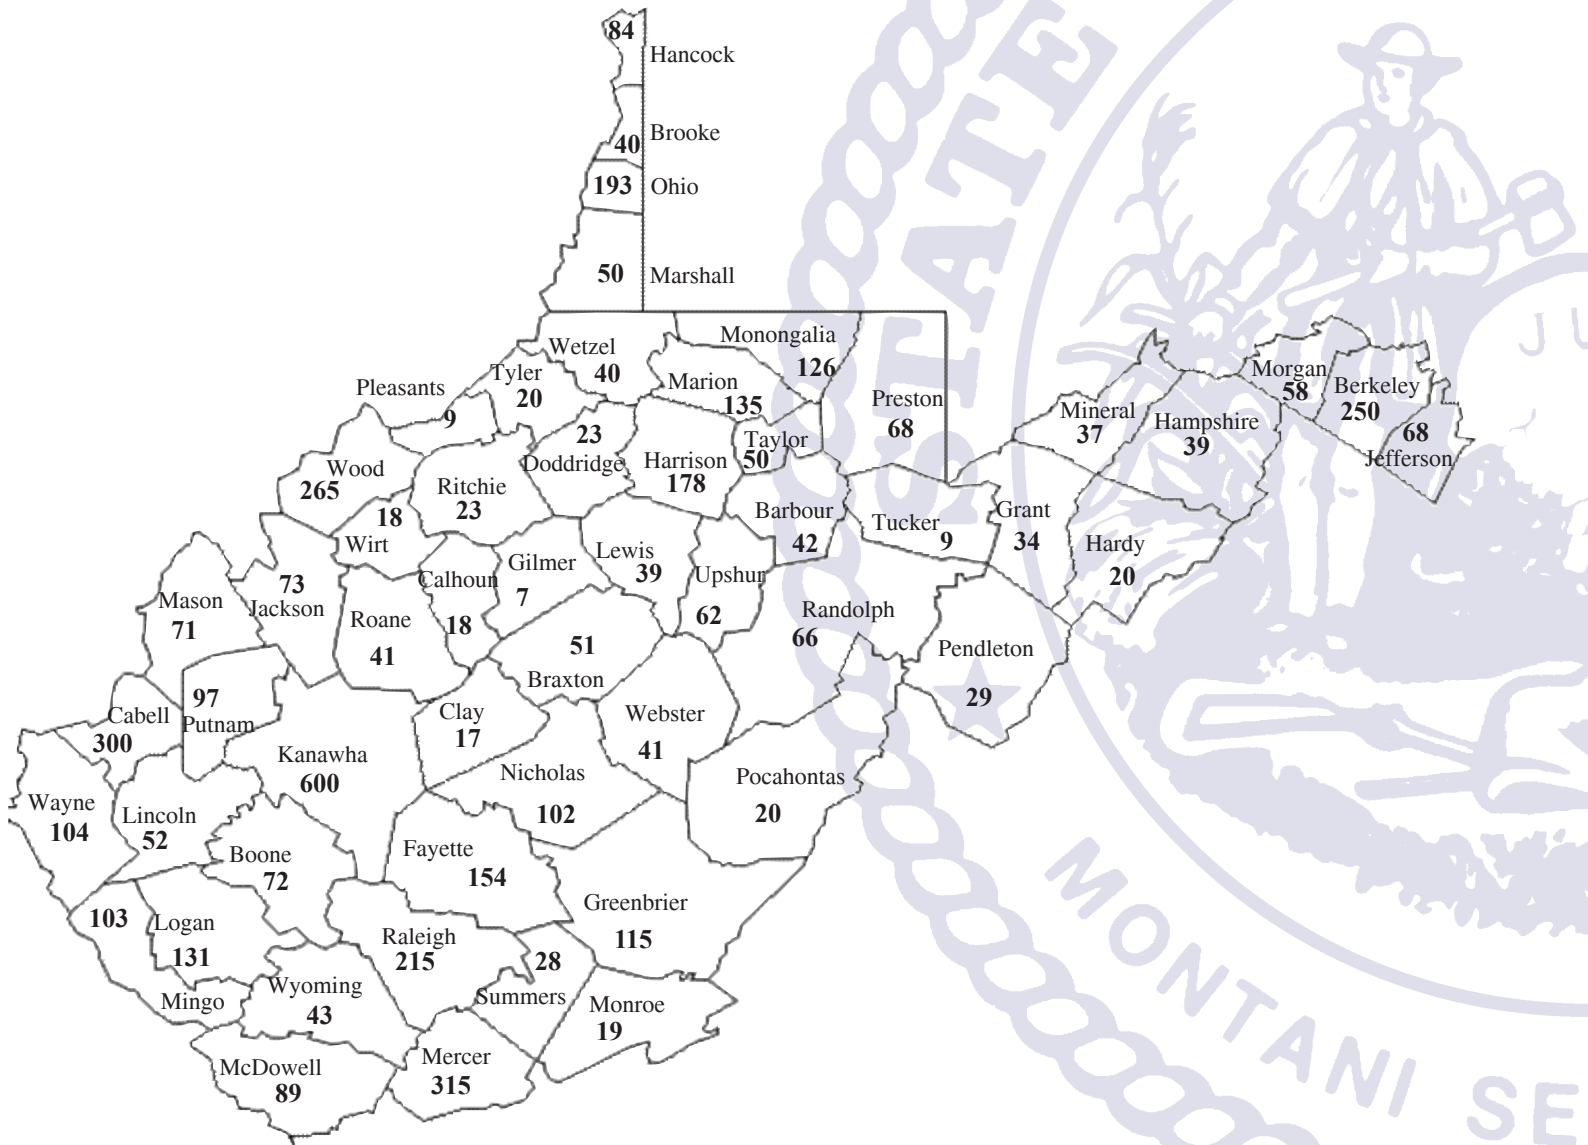 84
Hancock
Brooke
40
193 Ohio
50 Marshall
Monongalia
126
Wetzel
40
Tyler
20
Pleasants
9
Marion
135
Preston
68
Morgan
58
Berkeley
250
68
Jefferson
Mineral
37
Hampshire
39
23
Doddridge
Taylor
50
Harrison
178
Wood
265
Ritchie
23
18
Wirt
Barbour
42
Tucker
9
Grant
34
Hardy
20
Lewis
39
Gilmer
7
Calhoun
18
Upshur
62
73
Jackson
Mason
71
Roane
41
51
Braxton
Randolph
66
Pendleton
29
97
Putnam
Cabell
300
Clay
17
Webster
41
Kanawha
600
Nicholas
102
Pocahontas
20
Wayne
104
Lincoln
52
Boone
72
Fayette
154
Greenbrier
115
103
Mingo
Logan
131
Raleigh
215
28
Summers
Wyoming
43
Monroe
19
McDowell
89
Mercer
315
STATE
JU
MONTANI SE